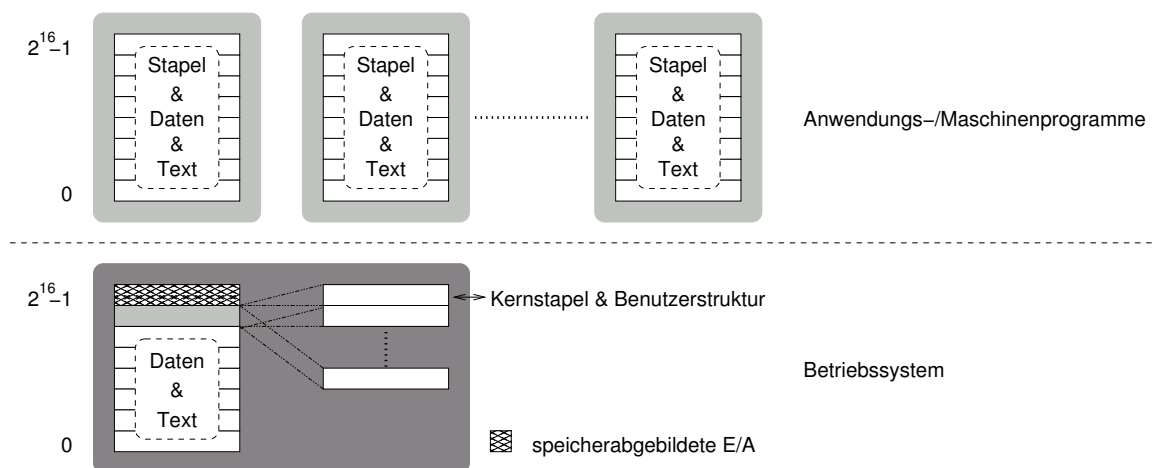 2^16−1
Stapel
&
Daten
&
Text
0
Stapel
&
Daten
&
Text
Stapel
&
Daten
&
Text
Anwendungs−/Maschinenprogramme
2^16−1
Daten
&
Text
0
Kernstapel & Benutzerstruktur
Betriebssystem
speicherabgebildete E/A